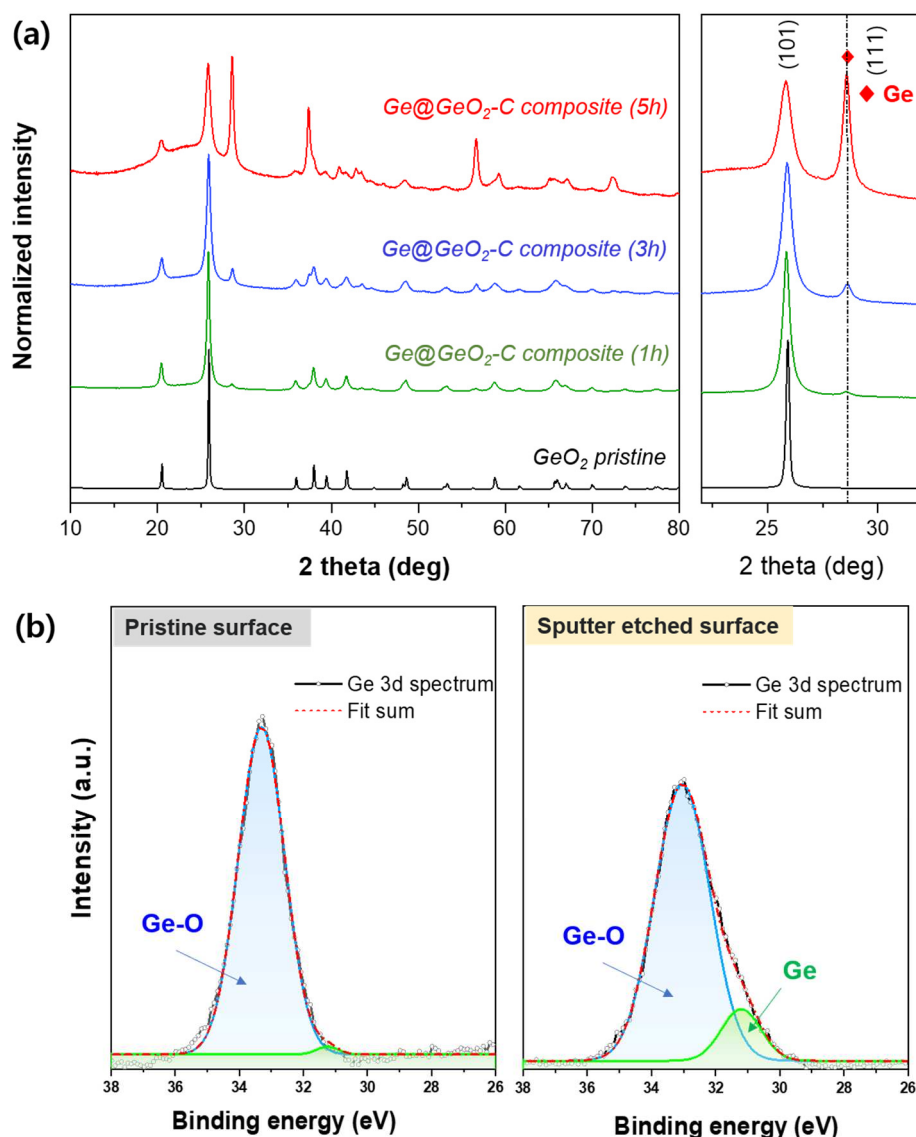 (a)
Normalized intensity
Ge@GeO₂-C composite (5h)
Ge@GeO₂-C composite (3h)
Ge@GeO₂-C composite (1h)
GeO₂ pristine
10 20 30 40 50 60 70 80
2 theta (deg)
(101)
(111)
◆ Ge
25 30
2 theta (deg)
(b)
Pristine surface
Ge 3d spectrum
Fit sum
Intensity (a.u.)
Ge-O
38 36 34 32 30 28 26
Binding energy (eV)
Sputter etched surface
Ge 3d spectrum
Fit sum
Ge-O
Ge
38 36 34 32 30 28 26
Binding energy (eV)